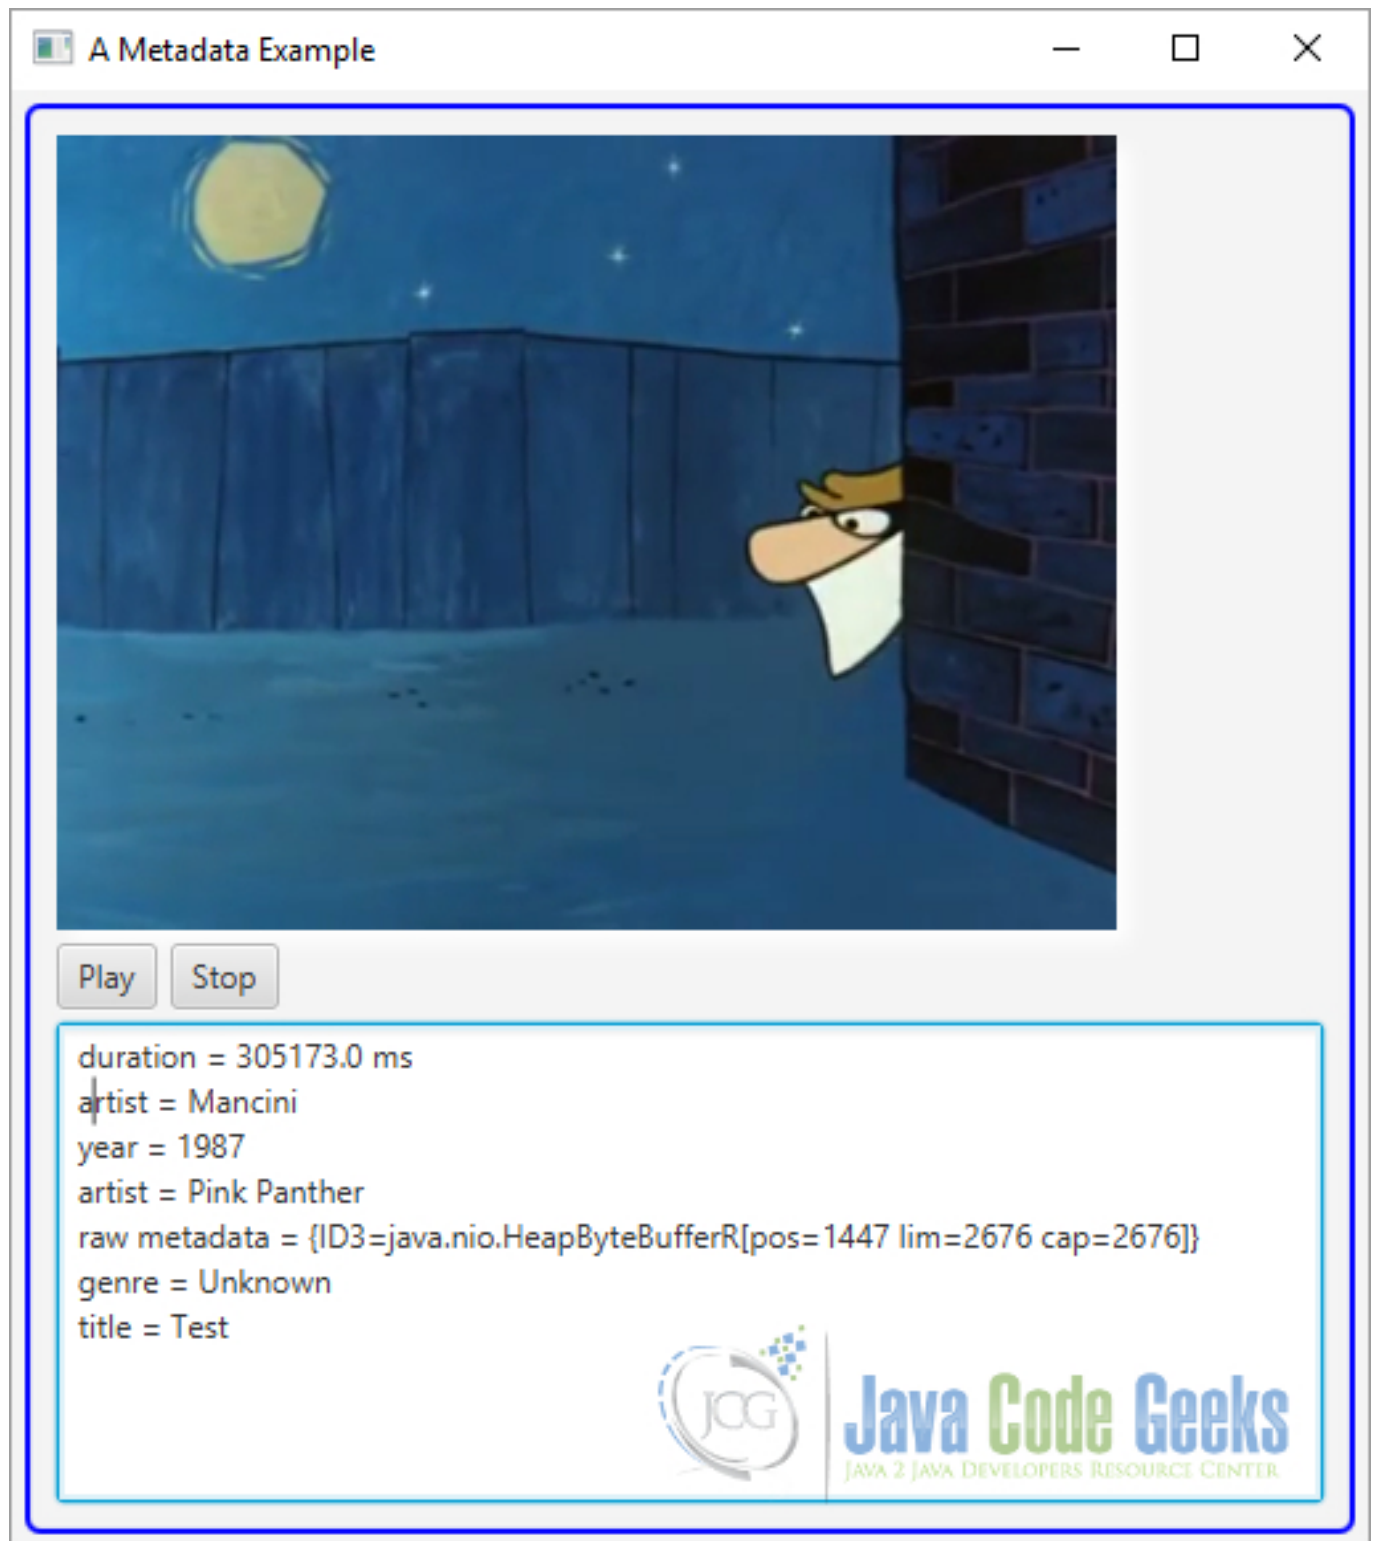 A Metadata Example
Play Stop
duration = 305173.0 ms
artist = Mancini
year = 1987
artist = Pink Panther
raw metadata = {ID3=java.nio.HeapByteBufferR[pos=1447 lim=2676 cap=2676]}
genre = Unknown
title = Test
JCG
Java Code Geeks
JAVA 2 JAVA DEVELOPERS RESOURCE CENTER